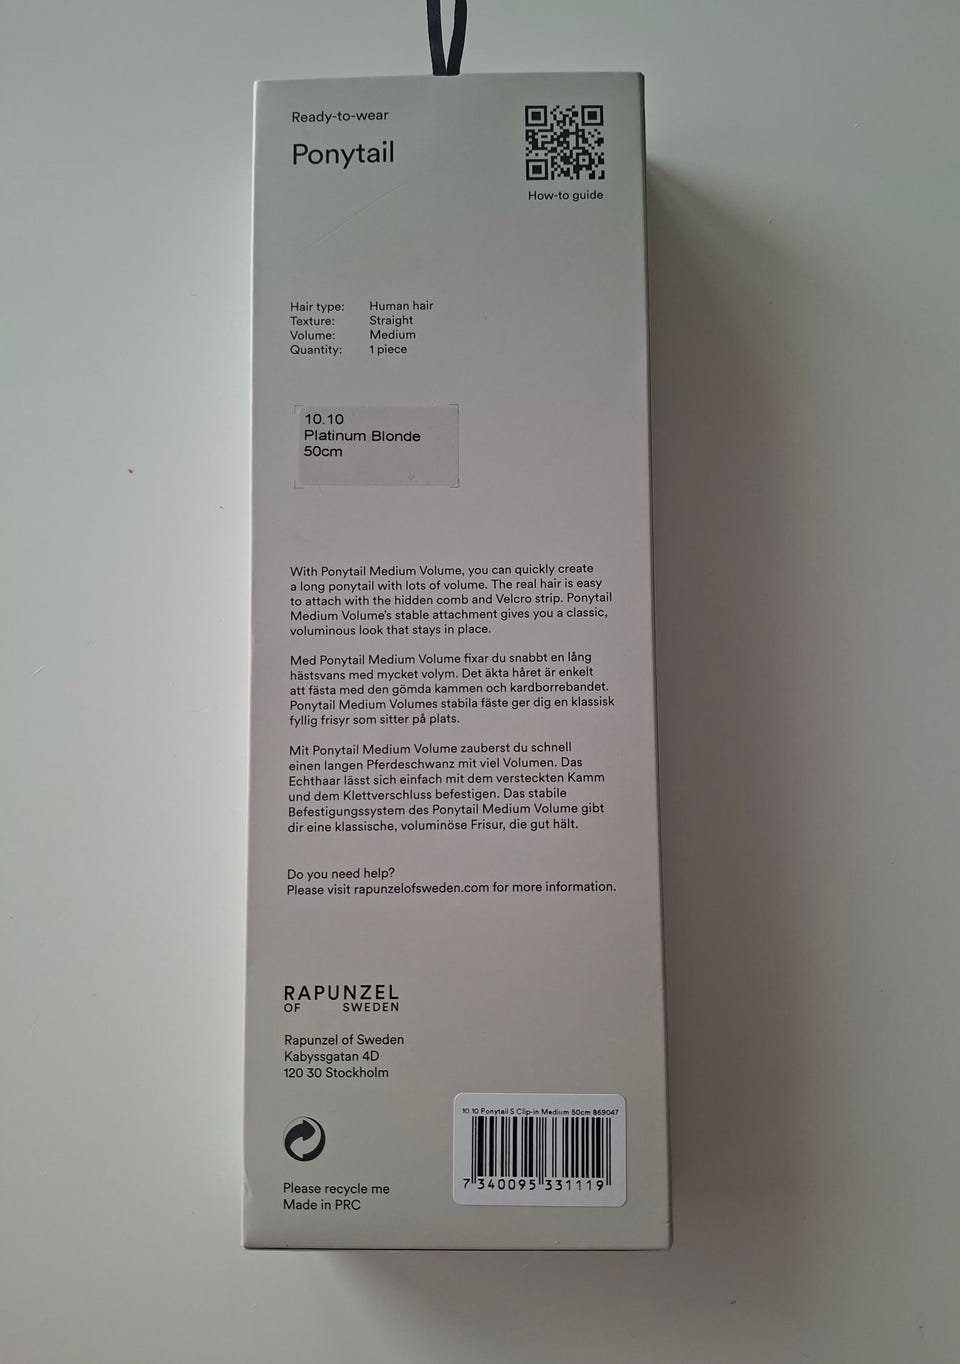 Ready-to-wear
Ponytail
How-to guide
Hair type: Human hair
Texture: Straight
Volume: Medium
Quantity: 1 piece
10.10
Platinum Blonde
50cm
With Ponytail Medium Volume, you can quickly create
a long ponytail with lots of volume. The real hair is easy
to attach with the hidden comb and Velcro strip. Ponytail
Medium Volume's stable attachment gives you a classic,
voluminous look that stays in place.
Med Ponytail Medium Volume fixar du snabbt en lång
hästsvans med mycket volym. Det äkta håret är enkelt
att fästa med den gömda kammen och kardborrebandet.
Ponytail Medium Volumes stabila fäste ger dig en klassisk
fyllig frisyr som sitter på plats.
Mit Ponytail Medium Volume zauberst du schnell
einen langen Pferdeschwanz mit viel Volumen. Das
Echthaar lässt sich einfach mit dem versteckten Kamm
und dem Klettverschluss befestigen. Das stabile
Befestigungssystem des Ponytail Medium Volume gibt
dir eine klassische, voluminöse Frisur, die gut hält.
Do you need help?
Please visit rapunzelofsweden.com for more information.
RAPUNZEL
OF SWEDEN
Rapunzel of Sweden
Kabyssgatan 4D
120 30 Stockholm
10.10 Ponytail S Clip-in Medium 50cm 869047
7 340095 331119
Please recycle me
Made in PRC